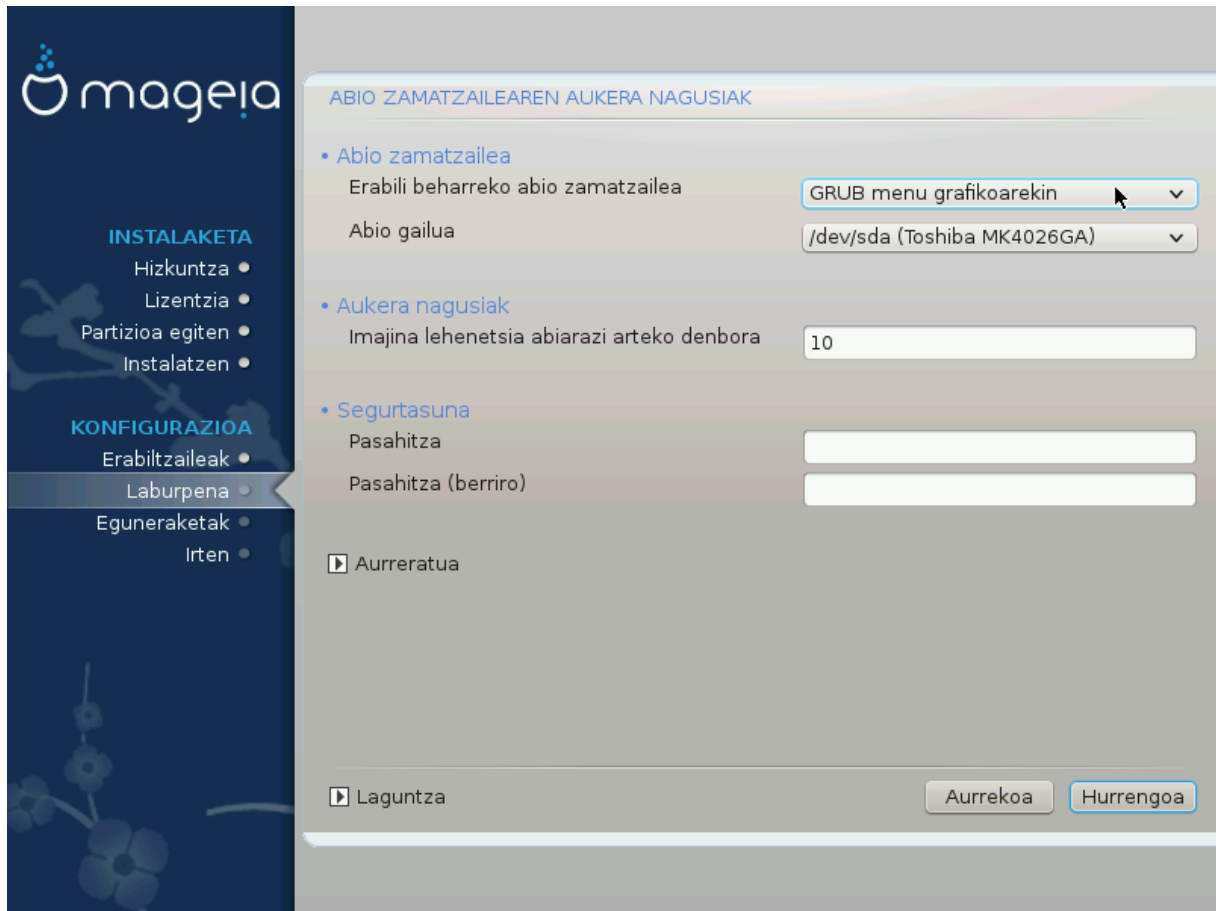 mageia
INSTALAKETA
Hizkuntza
Lizentzia
Partizioa egiten
Instalatzen
KONFIGURAZIOA
Erabiltzaileak
Laburpena
Eguneraketak
Irten
ABIO ZAMATZAILEAREN AUKERA NAGUSIAK
• Abio zamatzailea
Erabili beharreko abio zamatzailea
GRUB menu grafikoarekin
Abio gailua
/dev/sda (Toshiba MK4026GA)
• Aukera nagusiak
Imajina lehenetsia abiarazi arteko denbora
10
• Segurtasuna
Pasahitza
Pasahitza (berriro)
Aurreratua
Laguntza
Aurrekoa
Hurrengoa